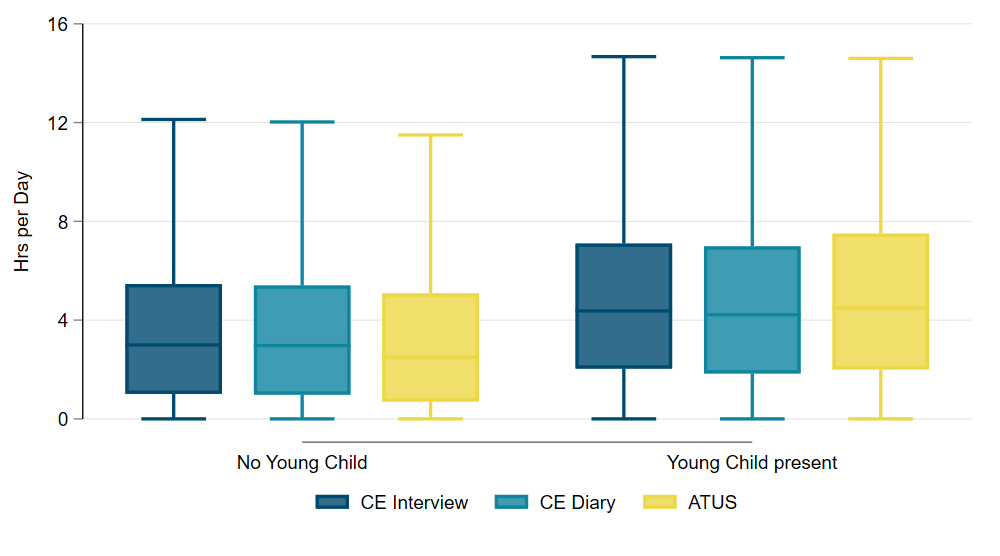 16
12
8
4
0
Hrs per Day
No Young Child
Young Child present
CE Interview
CE Diary
ATUS